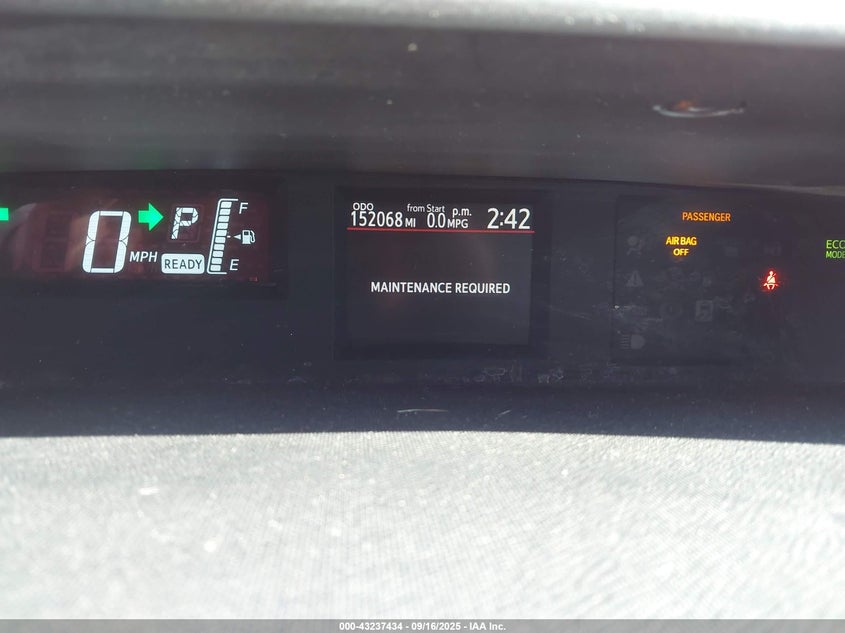 0 MPH
P
READY
F
E
ODO
152068 MI
from Start
0.0 MPG
p.m.
2:42
MAINTENANCE REQUIRED
PASSENGER
AIR BAG
OFF
ECO
MODE
000-43237434 - 09/16/2025 - IAA Inc.